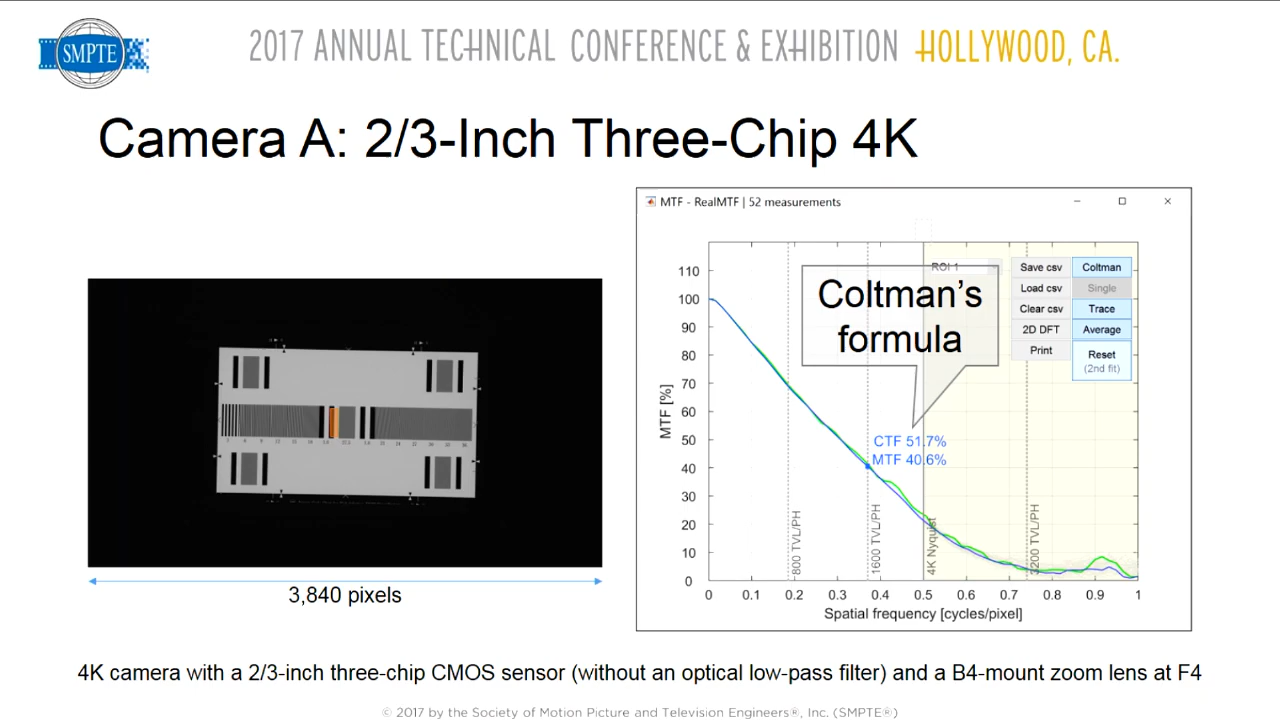 SMPTE
2017 ANNUAL TECHNICAL CONFERENCE & EXHIBITION HOLLYWOOD, CA.
Camera A: 2/3-Inch Three-Chip 4K
MTF - RealMTF | 52 measurements
ROI 1
Save csv
Coltman
Load csv
Single
Clear csv
Trace
2D DFT
Average
Print
Reset
(2nd fit)
Coltman's
formula
CTF 51.7%
MTF 40.6%
MTF [%]
110
100
90
80
70
60
50
40
30
20
10
0
800 TVL/PH
1600 TVL/PH
4K Nyquist
3200 TVL/PH
0 0.1 0.2 0.3 0.4 0.5 0.6 0.7 0.8 0.9 1
Spatial frequency [cycles/pixel]
3,840 pixels
4K camera with a 2/3-inch three-chip CMOS sensor (without an optical low-pass filter) and a B4-mount zoom lens at F4
© 2017 by the Society of Motion Picture and Television Engineers®, Inc. (SMPTE®)